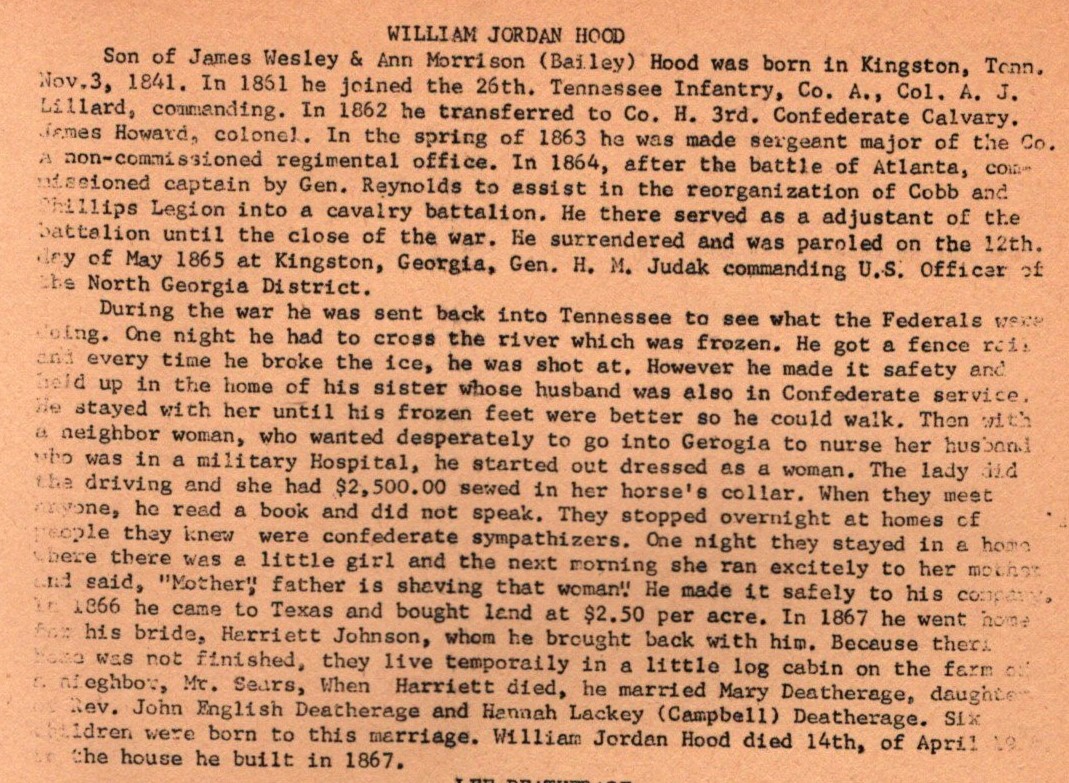 WILLIAM JORDAN HOOD
Son of James Wesley & Ann Morrison (Bailey) Hood was born in Kingston, Tenn.
Nov.3, 1841. In 1861 he joined the 26th. Tennessee Infantry, Co. A., Col. A. J.
Lillard, commanding. In 1862 he transferred to Co. H. 3rd. Confederate Calvary.
James Howard, colonel. In the spring of 1863 he was made sergeant major of the Co.
A non-commissioned regimental office. In 1864, after the battle of Atlanta, com-
missioned captain by Gen. Reynolds to assist in the reorganization of Cobb and
Phillips Legion into a cavalry battalion. He there served as a adjustant of the
battalion until the close of the war. He surrendered and was paroled on the 12th.
day of May 1865 at Kingston, Georgia, Gen. H. M. Judak commanding U.S. Officer of
the North Georgia District.
During the war he was sent back into Tennessee to see what the Federals were
doing. One night he had to cross the river which was frozen. He got a fence rail
and every time he broke the ice, he was shot at. However he made it safety and
held up in the home of his sister whose husband was also in Confederate service.
He stayed with her until his frozen feet were better so he could walk. Then with
a neighbor woman, who wanted desperately to go into Gerogia to nurse her husband
who was in a military Hospital, he started out dressed as a woman. The lady did
the driving and she had $2,500.00 sewed in her horse's collar. When they meet
anyone, he read a book and did not speak. They stopped overnight at homes of
people they knew were confederate sympathizers. One night they stayed in a home
where there was a little girl and the next morning she ran excitely to her mother
and said, "Mother", father is shaving that woman". He made it safely to his company.
In 1866 he came to Texas and bought land at $2.50 per acre. In 1867 he went home
for his bride, Harriett Johnson, whom he brought back with him. Because their
was not finished, they live temporaily in a little log cabin on the farm of
a nieghbor, Mr. Sears, When Harriett died, he married Mary Deatherage, daughter
of Rev. John English Deatherage and Hannah Lackey (Campbell) Deatherage. Six
children were born to this marriage. William Jordan Hood died 14th, of April
in the house he built in 1867.